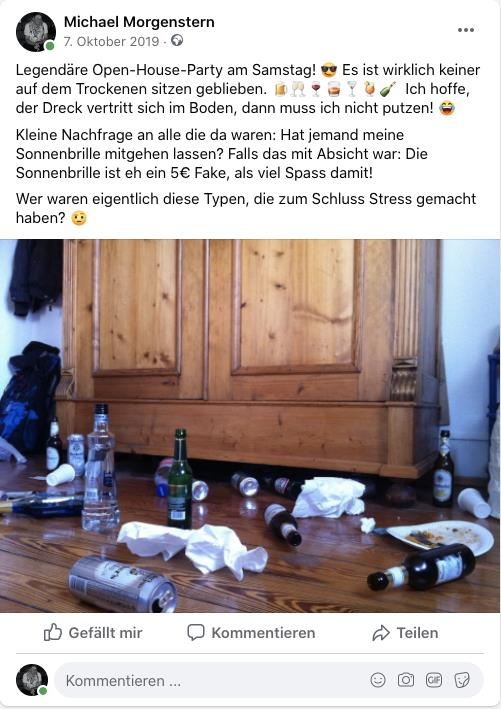 Michael Morgenstern
7. Oktober 2019 ·
Legendäre Open-House-Party am Samstag! 😎 Es ist wirklich keiner
auf dem Trockenen sitzen geblieben. 🍺🥂🍷🥃🍸🍹🍾 Ich hoffe,
der Dreck vertritt sich im Boden, dann muss ich nicht putzen! 😂
Kleine Nachfrage an alle die da waren: Hat jemand meine
Sonnenbrille mitgehen lassen? Falls das mit Absicht war: Die
Sonnenbrille ist eh ein 5€ Fake, als viel Spass damit!
Wer waren eigentlich diese Typen, die zum Schluss Stress gemacht
haben? 🥴
Gefällt mir
Kommentieren
Teilen
Kommentieren ...
GIF